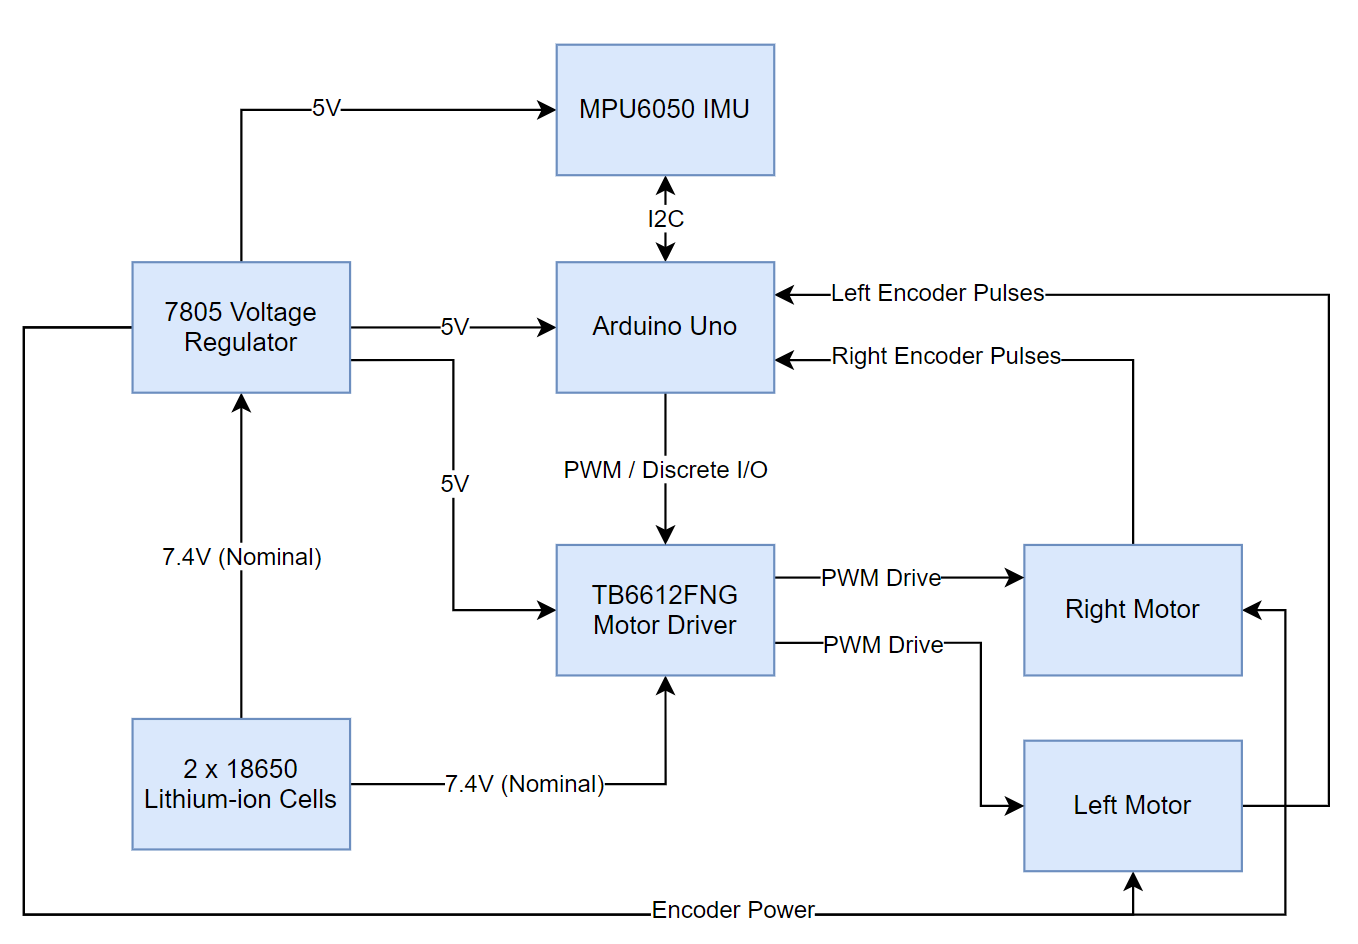 MPU6050 IMU
5V
I2C
7805 Voltage
Regulator
5V
Arduino Uno
Left Encoder Pulses
Right Encoder Pulses
5V
PWM / Discrete I/O
7.4V (Nominal)
TB6612FNG
Motor Driver
PWM Drive
PWM Drive
Right Motor
2 x 18650
Lithium-ion Cells
7.4V (Nominal)
Left Motor
Encoder Power